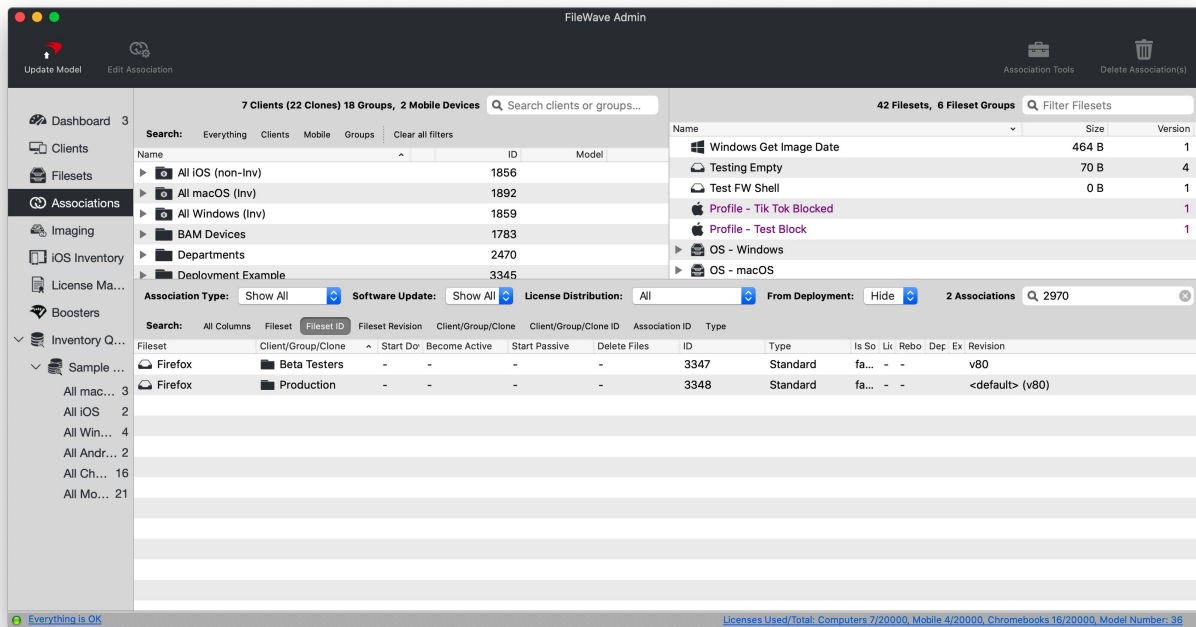 FileWave Admin
Update Model
Edit Association
Association Tools
Delete Association(s)
Dashboard 3
Clients
Filesets
Associations
Imaging
iOS Inventory
License Ma...
Boosters
Inventory Q...
Sample ...
All mac... 3
All iOS 2
All Win... 4
All Andr... 2
All Ch... 16
All Mo... 21
7 Clients (22 Clones) 18 Groups, 2 Mobile Devices Search clients or groups...
Search: Everything Clients Mobile Groups Clear all filters
Name ID Model
All iOS (non-Inv) 1856
All macOS (Inv) 1892
All Windows (Inv) 1859
BAM Devices 1783
Departments 2470
Deployment Example 3345
42 Filesets, 6 Fileset Groups Filter Filesets
Name Size Version
Windows Get Image Date 464 B 1
Testing Empty 70 B 4
Test FW Shell 0 B 1
Profile - Tik Tok Blocked 1
Profile - Test Block 1
OS - Windows
OS - macOS
Association Type: Show All Software Update: Show All License Distribution: All From Deployment: Hide 2 Associations 2970
Search: All Columns Fileset Fileset ID Fileset Revision Client/Group/Clone Client/Group/Clone ID Association ID Type
Fileset Client/Group/Clone Start Do Become Active Start Passive Delete Files ID Type Is So Lic Rebo Dep Ex Revision
Firefox Beta Testers - - - - 3347 Standard fa... - - v80
Firefox Production - - - - 3348 Standard fa... - - <default> (v80)
Everything is OK
Licenses Used/Total: Computers 7/20000, Mobile 4/20000, Chromebooks 16/20000, Model Number: 36